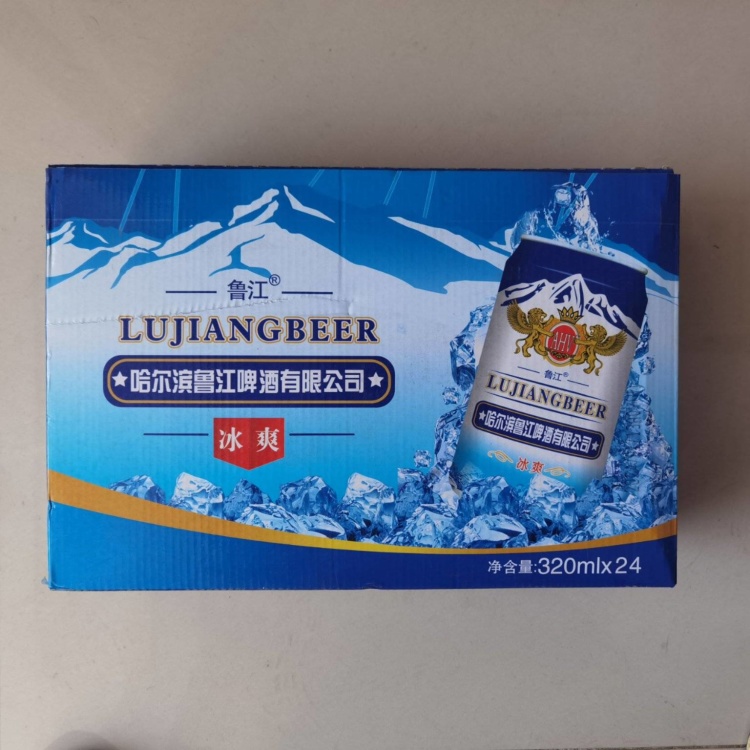 鲁江®
LUJIANGBEER
哈尔滨鲁江啤酒有限公司
冰爽
AHV
鲁江®
LUJIANGBEER
哈尔滨鲁江啤酒有限公司
冰爽
净含量:320mlx24